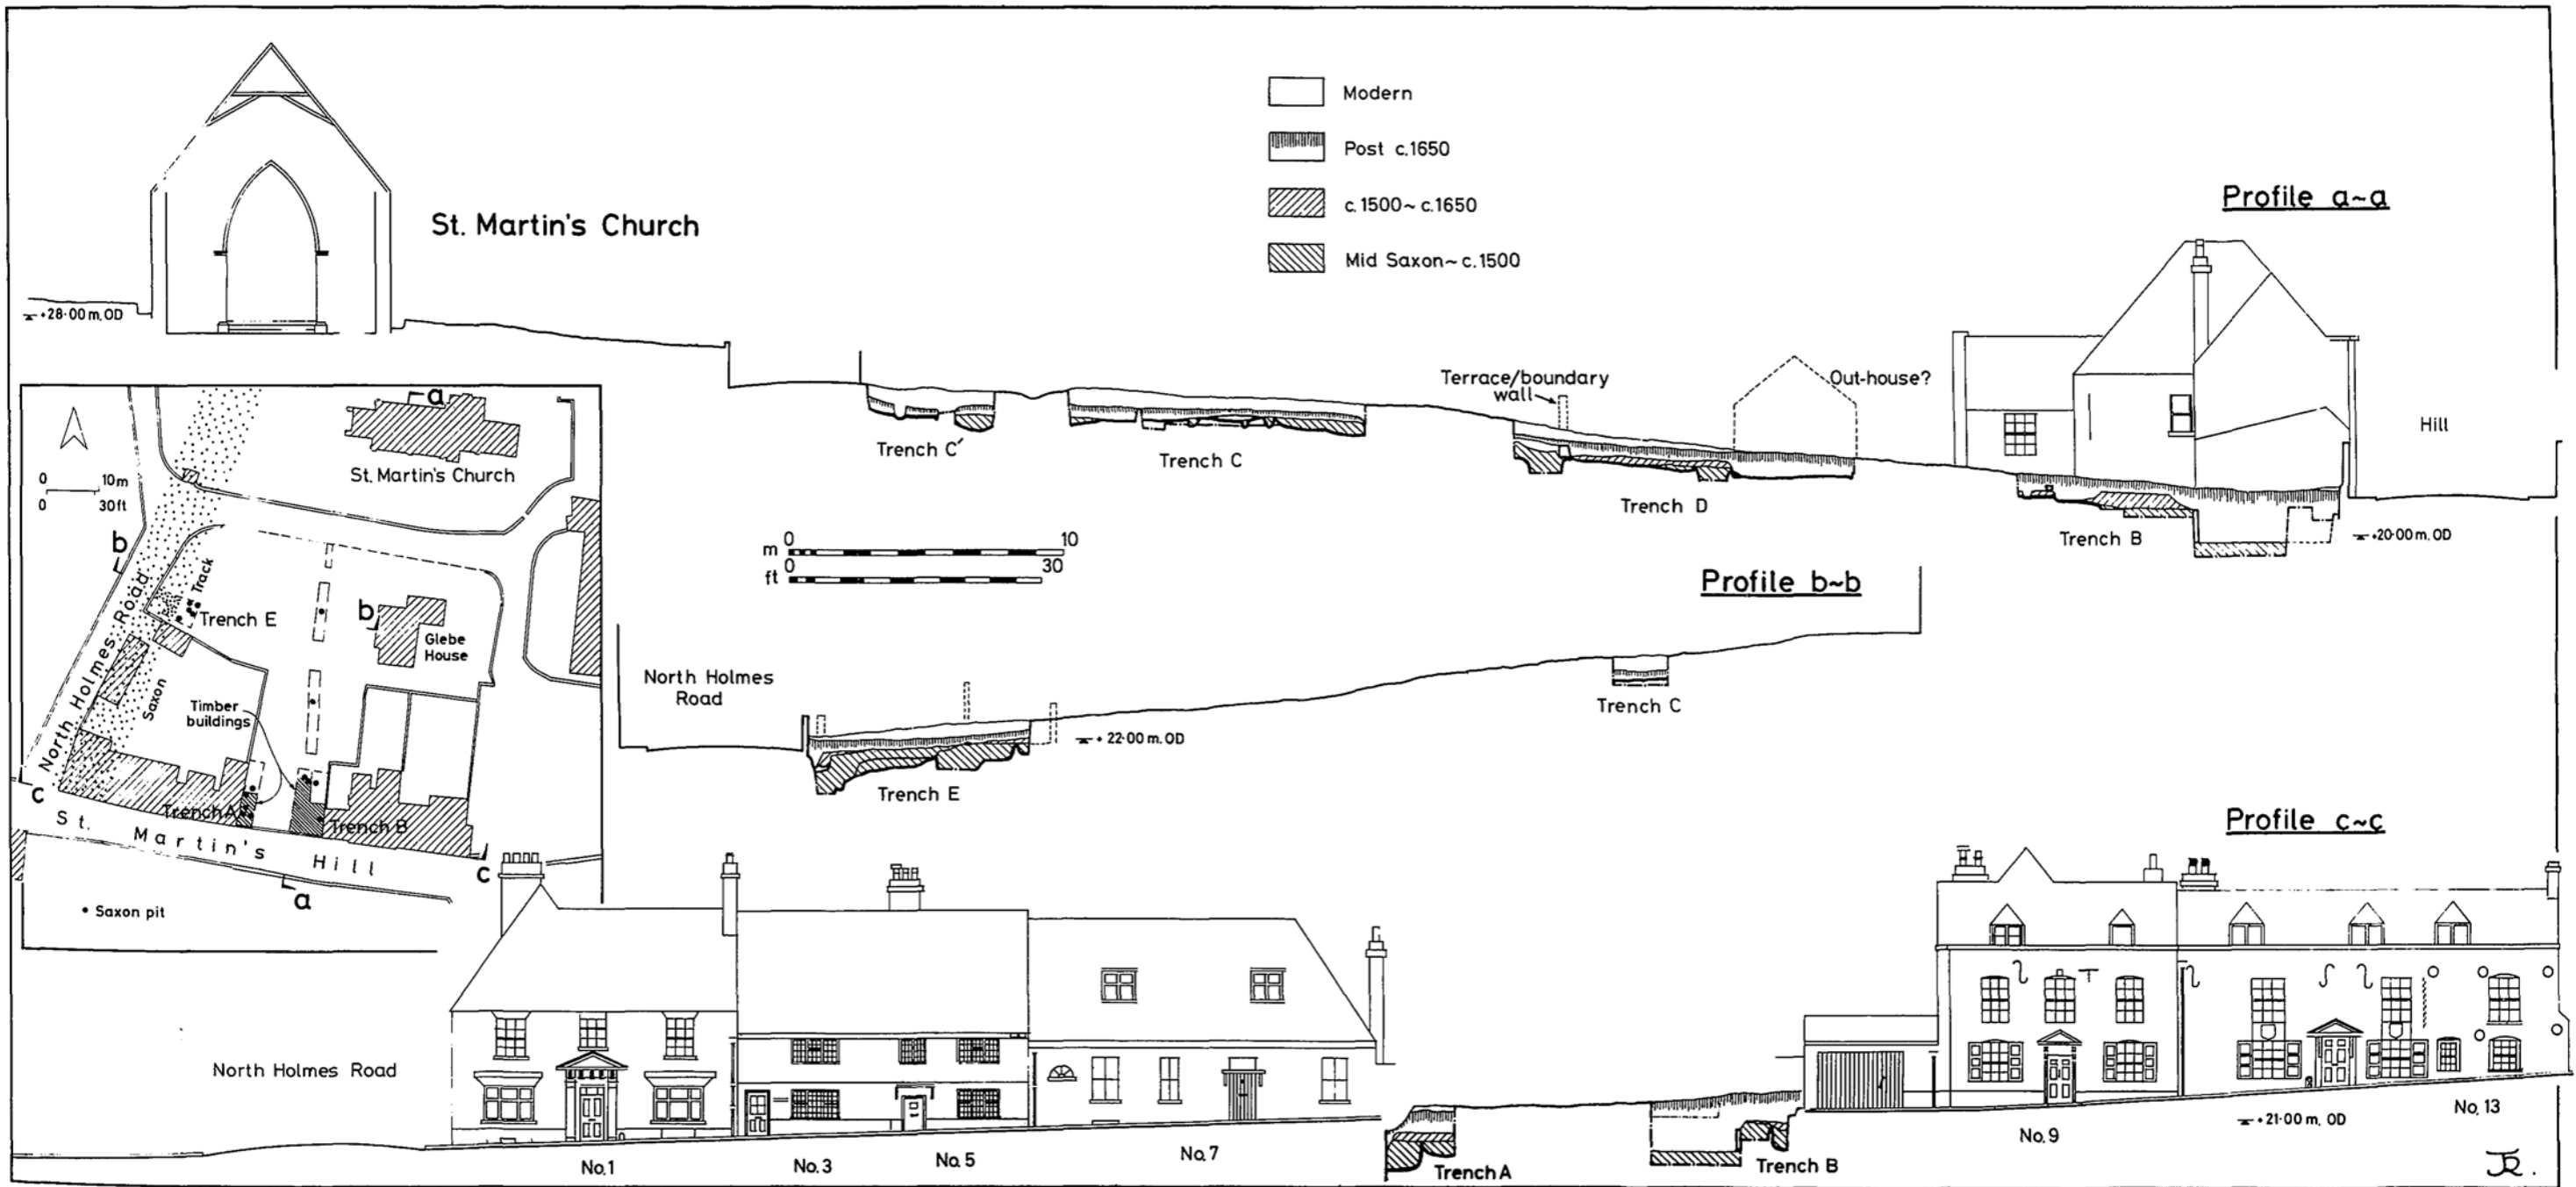 St. Martin's Church
+28·00 m. OD
Modern
Post c.1650
c.1500~c.1650
Mid Saxon~c.1500
Profile a~a
Trench C′
Trench C
Terrace/boundary
wall
Out-house?
Trench D
Trench B
Hill
+20·00 m. OD
m 0 10
ft 0 30
a
St. Martin's Church
0 10m
0 30ft
b
Track
Trench E
North Holmes Road
Saxon
b
Glebe
House
Timber
buildings
Trench A
Trench B
c
St. Martin's Hill
c
a
• Saxon pit
Profile b~b
North Holmes
Road
Trench E
+ 22·00 m. OD
Trench C
Profile c~c
North Holmes Road
No.1
No.3
No.5
No.7
Trench A
Trench B
No.9
+21·00 m. OD
No.13